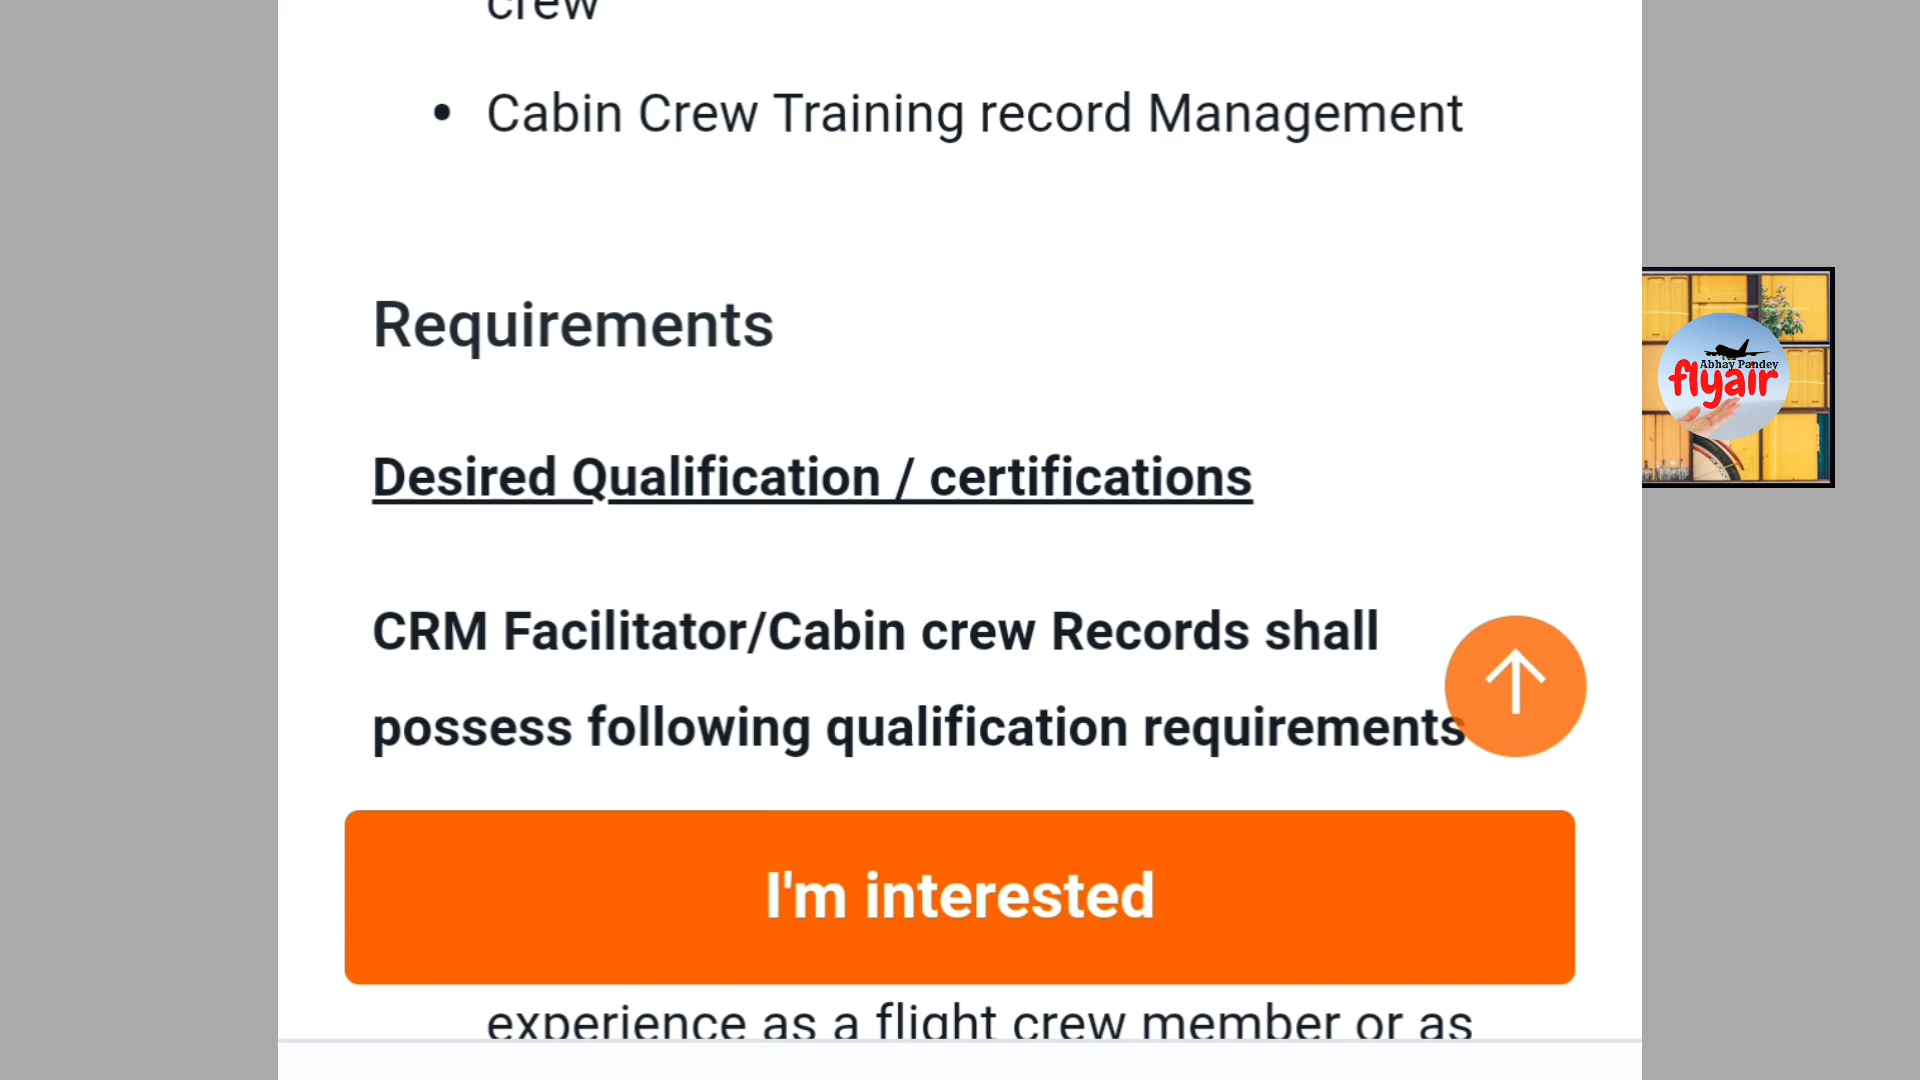 crew
• Cabin Crew Training record Management
Requirements
Desired Qualification / certifications
CRM Facilitator/Cabin crew Records shall
possess following qualification requirements
I'm interested
experience as a flight crew member or as
Abhay Pandey
flyair